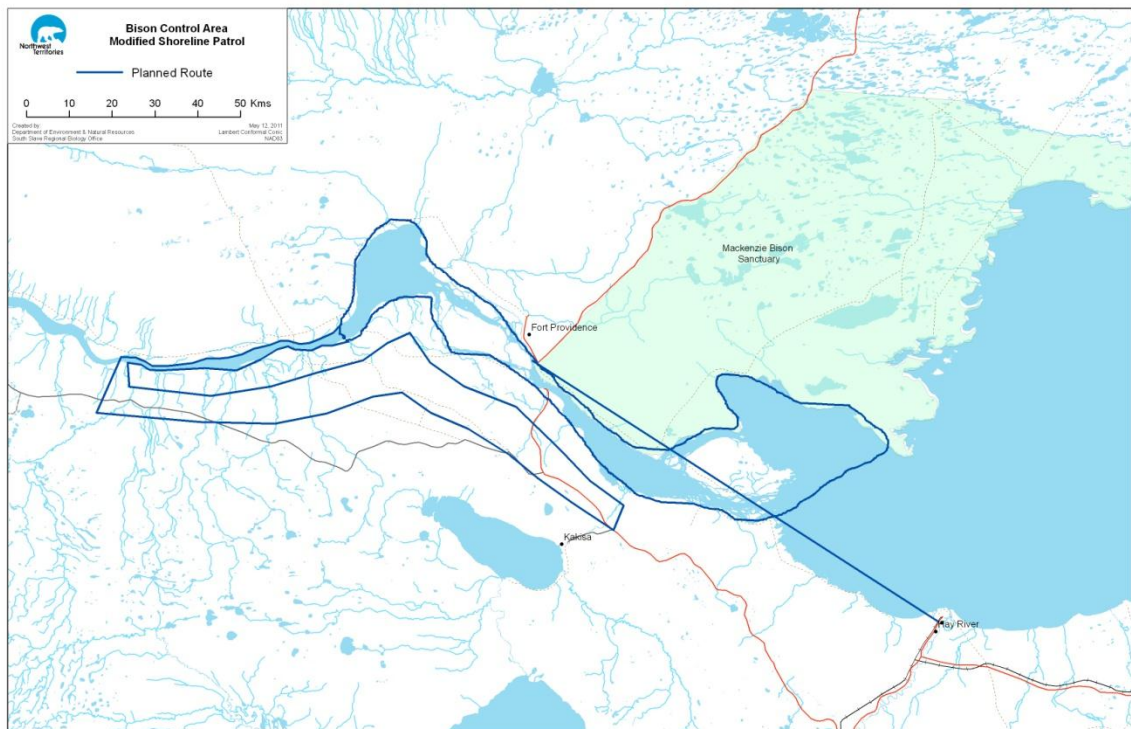 Northwest
Territories
Bison Control Area
Modified Shoreline Patrol
Planned Route
0 10 20 30 40 50 Kms
Created by:
Department of Environment & Natural Resources
South Slave Regional Biology Office
May 12, 2011
Lambert Conformal Conic
NAD83
Mackenzie Bison
Sanctuary
Fort Providence
Kakisa
Hay River